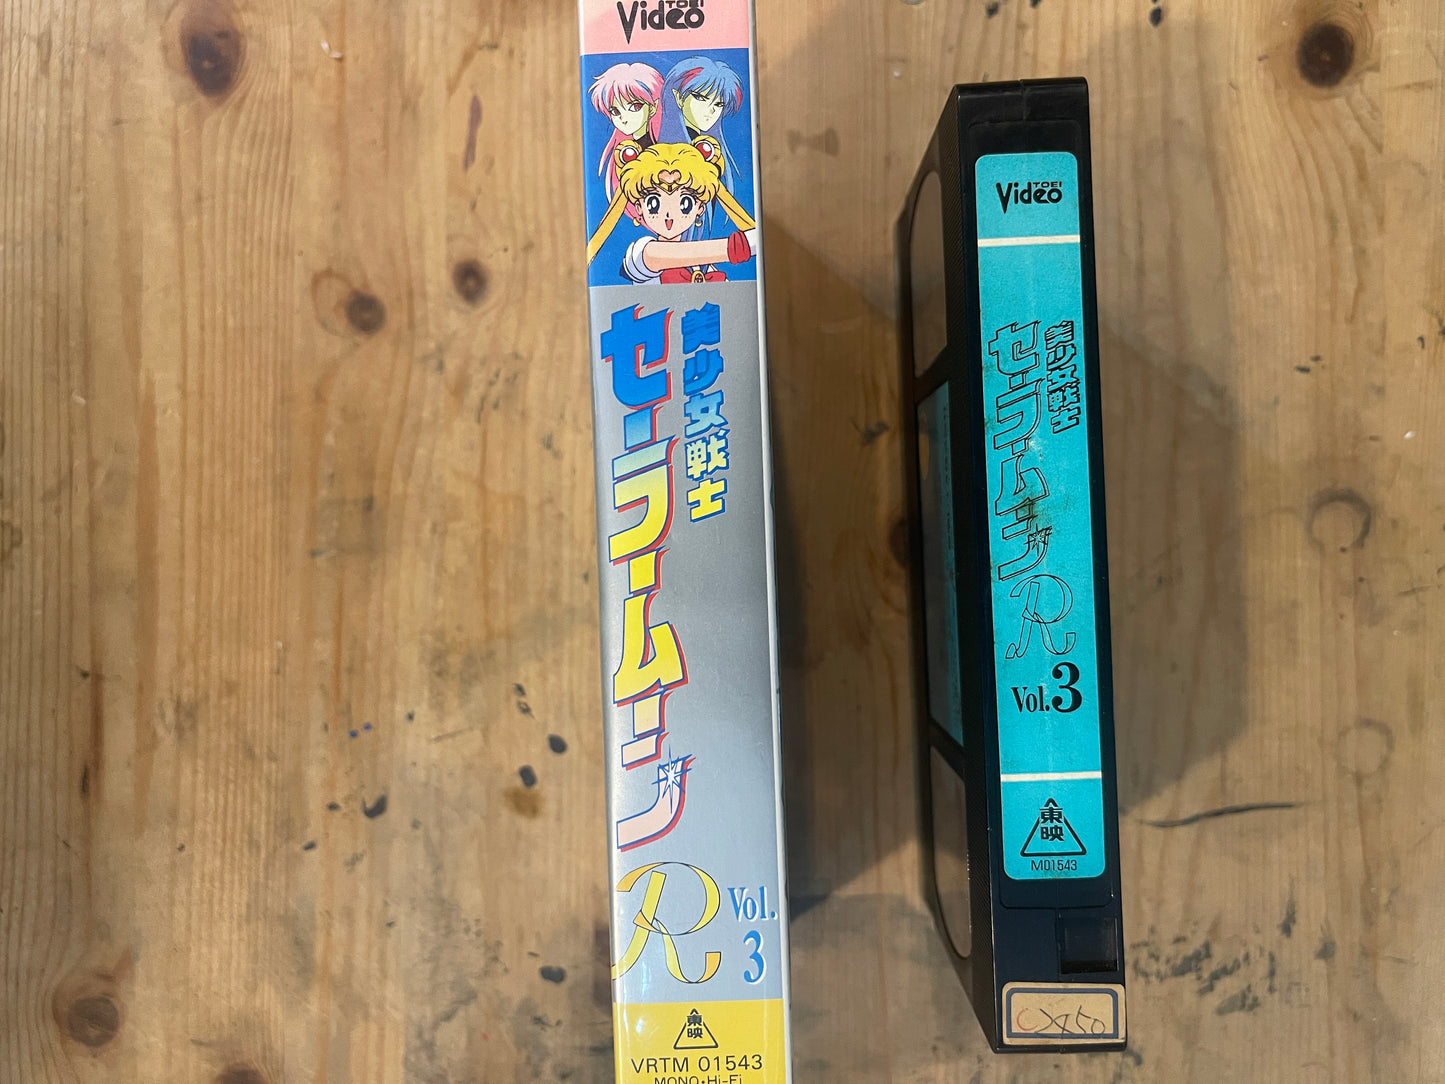 TOEI
Video
美少女戦士
セーラームーン
R
Vol.
3
東映
VRTM 01543
MONO・Hi-Fi
TOEI
Video
美少女戦士
セーラームーン
R
Vol.3
東映
M01543